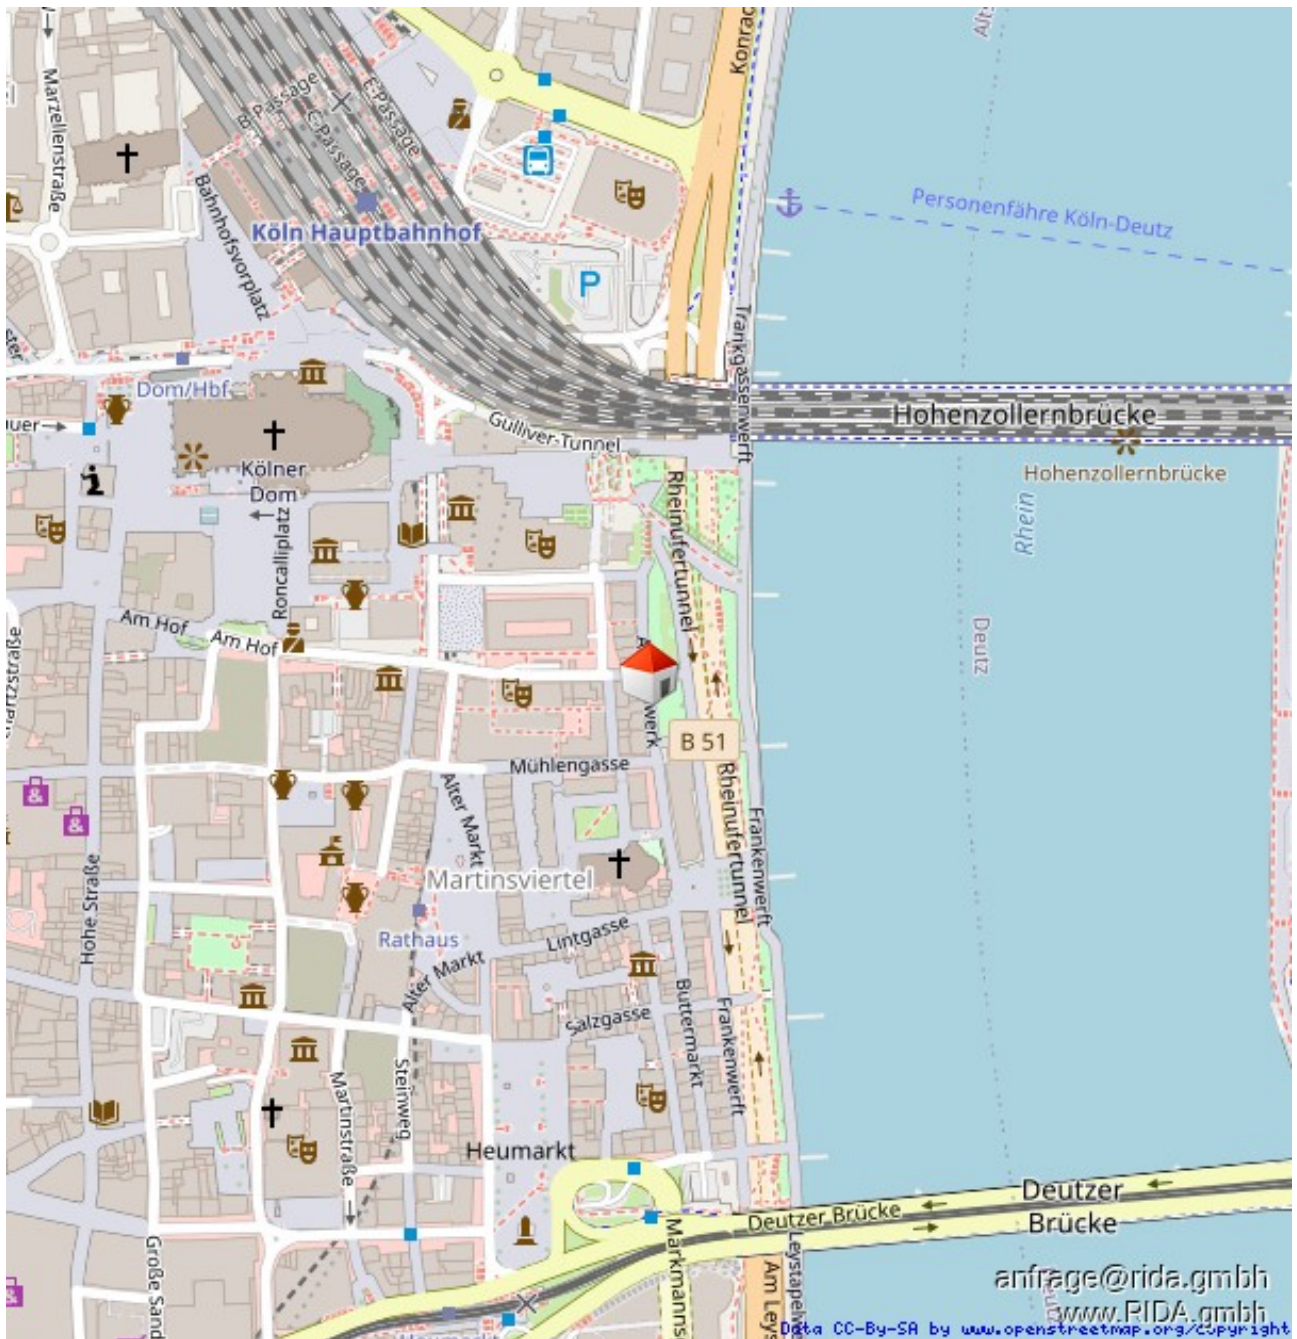 Marzellenstraße
B-Passage
C-Passage
E-Passage
Konrad
Bahnhofsvorplatz
Köln Hauptbahnhof
P
Personenfähre Köln-Deutz
Trankgassenwerft
Dom/Hbf
Gulliver-Tunnel
Hohenzollernbrücke
Hohenzollernbrücke
Kölner
Dom
Roncalliplatz
Rheinufertunnel
Rhein
Deutz
Am Hof
Am Hof
werk
B 51
Mühlengasse
Alter Markt
Rheinufertunnel
Frankenwerft
Martinsviertel
Hohe Straße
Rathaus
Lintgasse
Alter Markt
Salzgasse
Buttermarkt
Frankenwerft
Steinweg
Martinstraße
Heumarkt
Deutzer
Brücke
Deutzer Brücke
Große Sand
Markmanns
Am Leys
Leystapel
Heumarkt
anfrage@rida.gmbh
www.RIDA.gmbh
Data CC-By-SA by www.openstreetmap.org/copyright